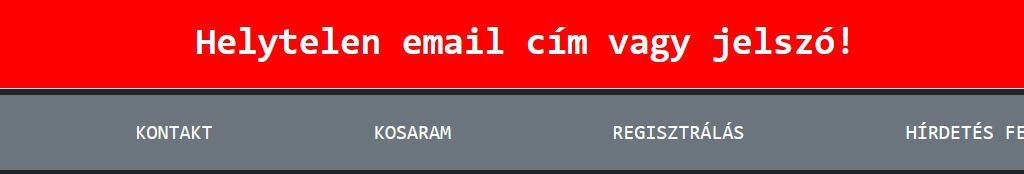 Helytelen email cím vagy jelszó!
KONTAKT KOSARAM REGISZTRÁLÁS HÍRDETÉS